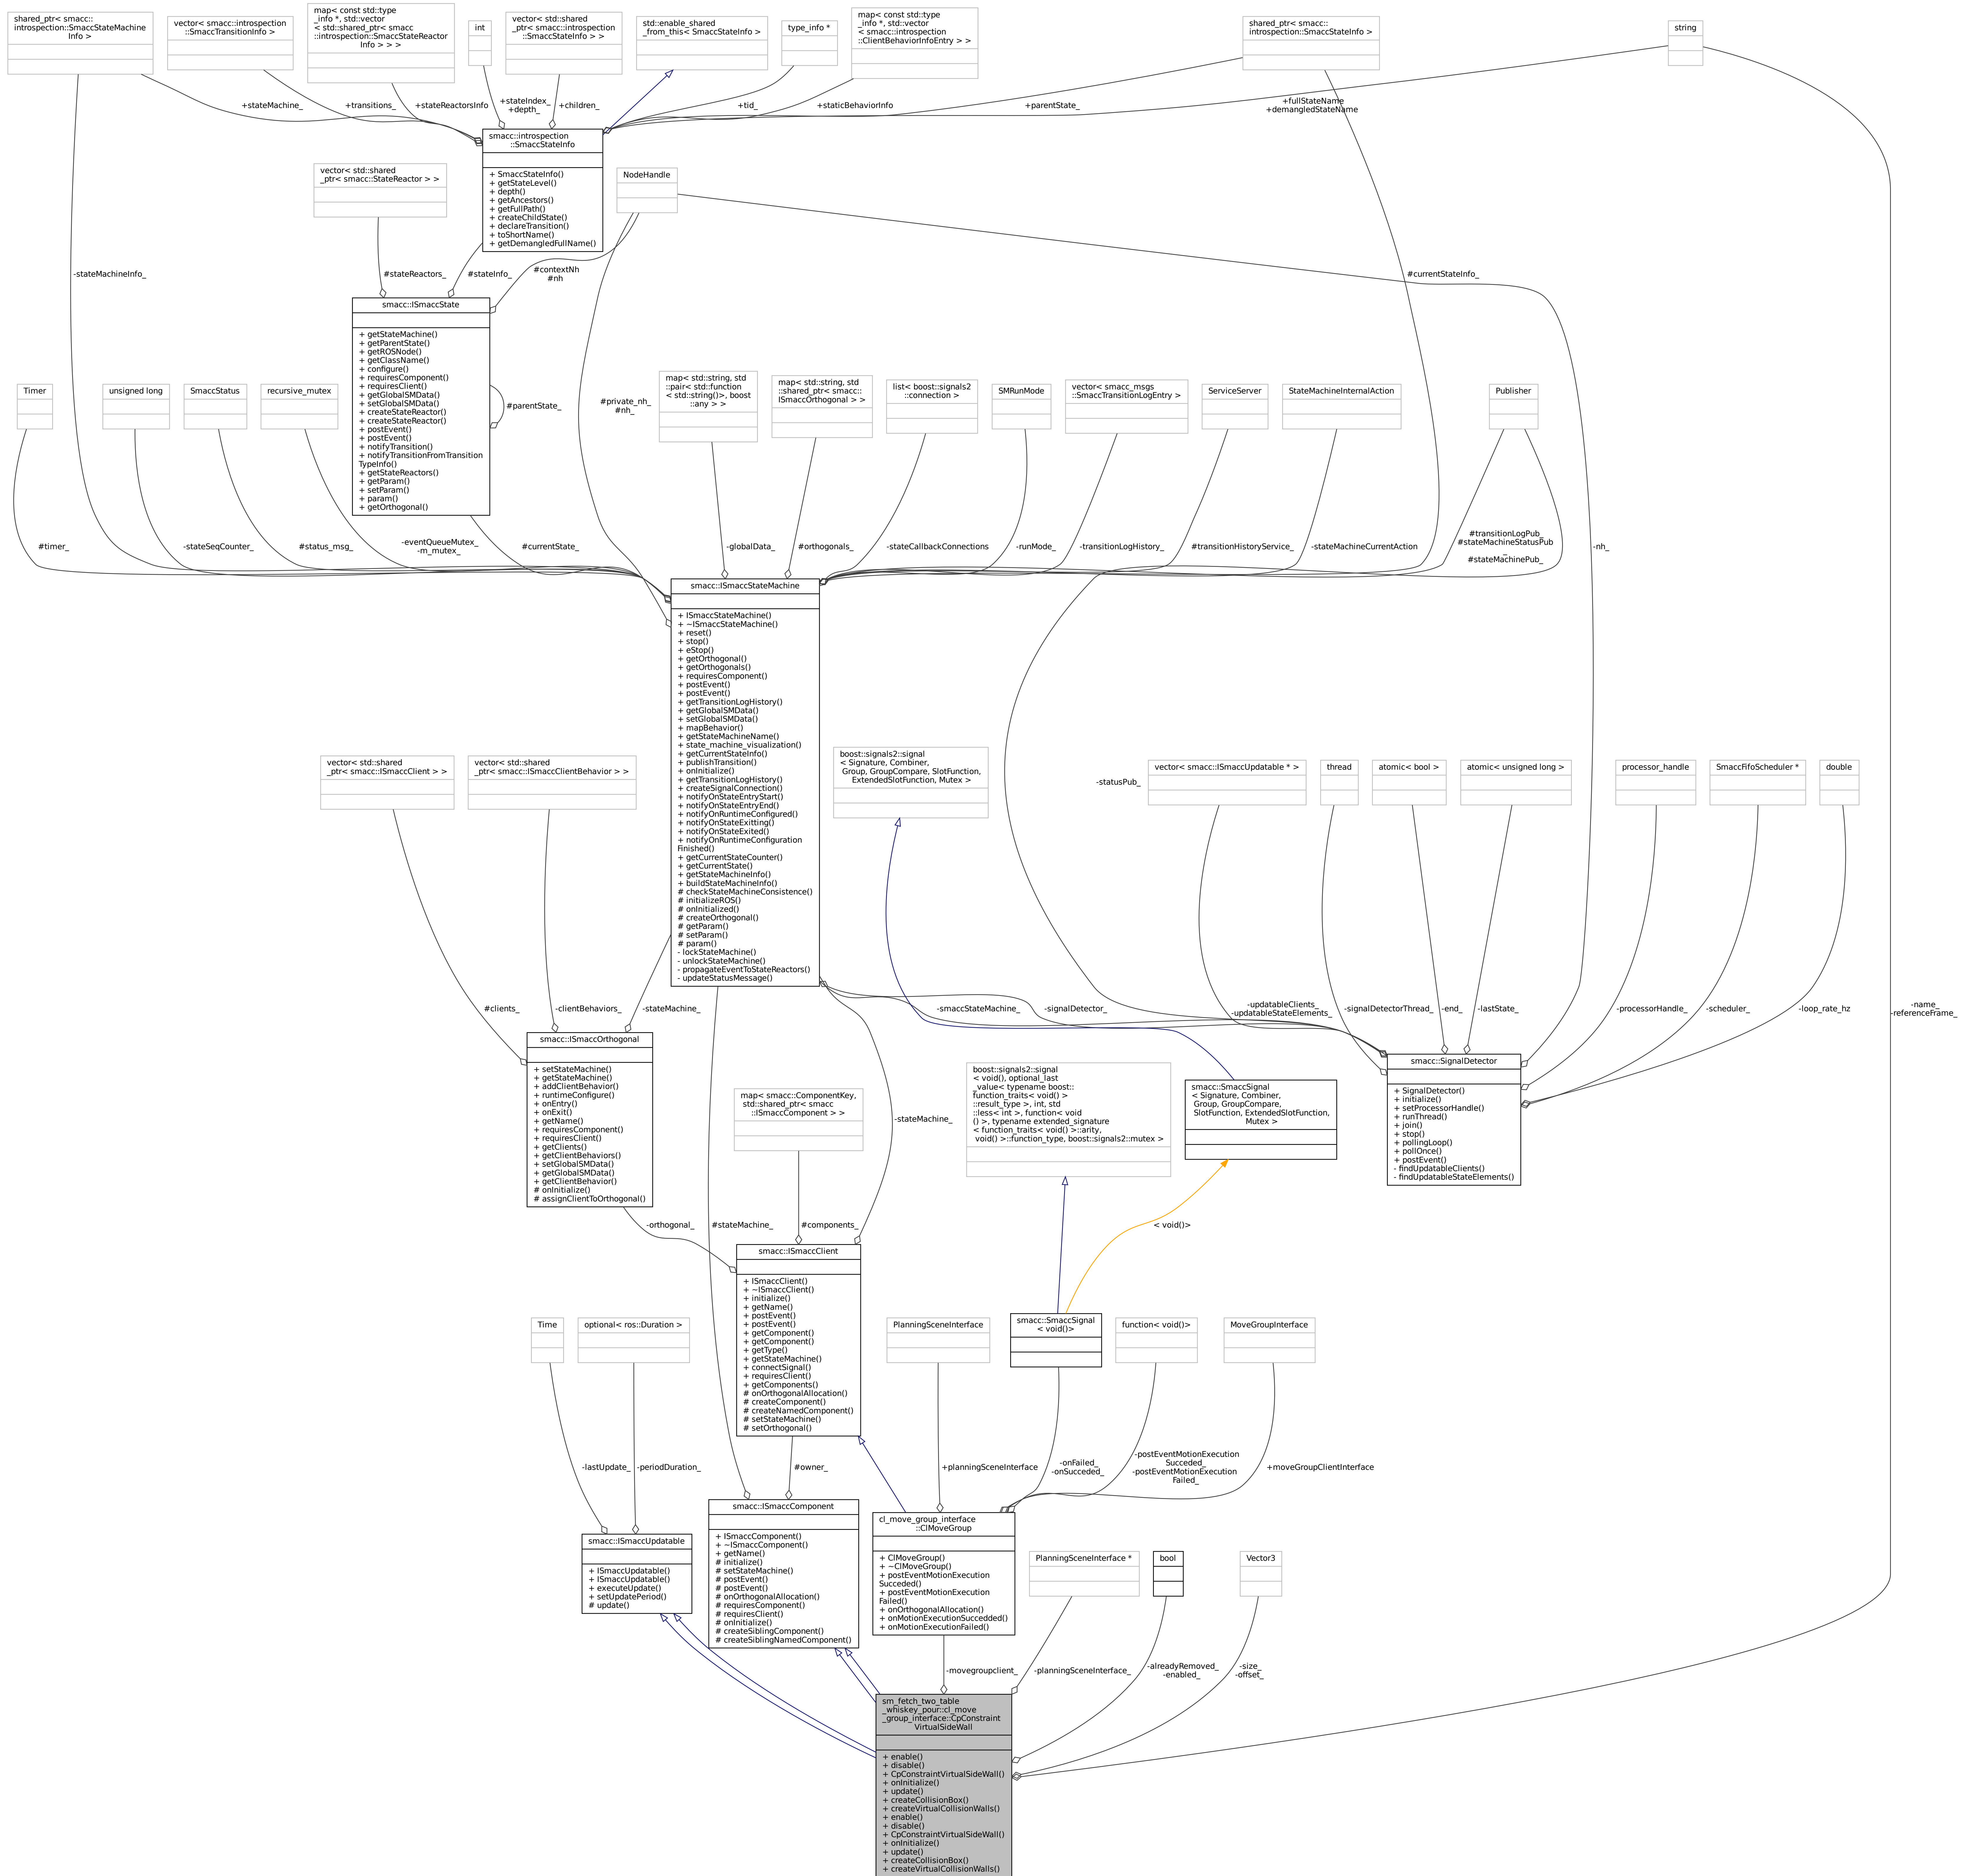 shared_ptr< smacc::
introspection::SmaccStateMachine
Info >
vector< smacc::introspection
::SmaccTransitionInfo >
map< const std::type
_info *, std::vector
< std::shared_ptr< smacc
::introspection::SmaccStateReactor
Info > > >
int
vector< std::shared
_ptr< smacc::introspection
::SmaccStateInfo > >
std::enable_shared
_from_this< SmaccStateInfo >
type_info *
map< const std::type
_info *, std::vector
< smacc::introspection
::ClientBehaviorInfoEntry > >
shared_ptr< smacc::
introspection::SmaccStateInfo >
string
+stateMachine_
+transitions_
+stateReactorsInfo
+stateIndex_
+depth_
+children_
+tid_
+staticBehaviorInfo
+parentState_
+fullStateName
+demangledStateName
smacc::introspection
::SmaccStateInfo
+ SmaccStateInfo()
+ getStateLevel()
+ depth()
+ getAncestors()
+ getFullPath()
+ createChildState()
+ declareTransition()
+ toShortName()
+ getDemangledFullName()
vector< std::shared
_ptr< smacc::StateReactor > >
NodeHandle
-stateMachineInfo_
#stateReactors_
#stateInfo_
#contextNh
#nh
#currentStateInfo_
smacc::ISmaccState
+ getStateMachine()
+ getParentState()
+ getROSNode()
+ getClassName()
+ configure()
+ requiresComponent()
+ requiresClient()
+ getGlobalSMData()
+ setGlobalSMData()
+ createStateReactor()
+ createStateReactor()
+ postEvent()
+ postEvent()
+ notifyTransition()
+ notifyTransitionFromTransition
TypeInfo()
+ getStateReactors()
+ getParam()
+ setParam()
+ param()
+ getOrthogonal()
#parentState_
#private_nh_
#nh_
Timer
unsigned long
SmaccStatus
recursive_mutex
map< std::string, std
::pair< std::function
< std::string()>, boost
::any > >
map< std::string, std
::shared_ptr< smacc::
ISmaccOrthogonal > >
list< boost::signals2
::connection >
SMRunMode
vector< smacc_msgs
::SmaccTransitionLogEntry >
ServiceServer
StateMachineInternalAction
Publisher
#timer_
-stateSeqCounter_
#status_msg_
-eventQueueMutex_
-m_mutex_
#currentState_
-globalData_
#orthogonals_
-stateCallbackConnections
-runMode_
-transitionLogHistory_
#transitionHistoryService_
-stateMachineCurrentAction
#transitionLogPub_
#stateMachineStatusPub
_
#stateMachinePub_
-nh_
smacc::ISmaccStateMachine
+ ISmaccStateMachine()
+ ~ISmaccStateMachine()
+ reset()
+ stop()
+ eStop()
+ getOrthogonal()
+ getOrthogonals()
+ requiresComponent()
+ postEvent()
+ postEvent()
+ getTransitionLogHistory()
+ getGlobalSMData()
+ setGlobalSMData()
+ mapBehavior()
+ getStateMachineName()
+ state_machine_visualization()
+ getCurrentStateInfo()
+ publishTransition()
+ onInitialize()
+ getTransitionLogHistory()
+ createSignalConnection()
+ notifyOnStateEntryStart()
+ notifyOnStateEntryEnd()
+ notifyOnRuntimeConfigured()
+ notifyOnStateExitting()
+ notifyOnStateExited()
+ notifyOnRuntimeConfiguration
Finished()
+ getCurrentStateCounter()
+ getCurrentState()
+ getStateMachineInfo()
+ buildStateMachineInfo()
# checkStateMachineConsistence()
# initializeROS()
# onInitialized()
# createOrthogonal()
# getParam()
# setParam()
# param()
- lockStateMachine()
- unlockStateMachine()
- propagateEventToStateReactors()
- updateStatusMessage()
vector< std::shared
_ptr< smacc::ISmaccClient > >
vector< std::shared
_ptr< smacc::ISmaccClientBehavior > >
boost::signals2::signal
< Signature, Combiner,
Group, GroupCompare, SlotFunction,
ExtendedSlotFunction, Mutex >
-statusPub_
vector< smacc::ISmaccUpdatable * >
thread
atomic< bool >
atomic< unsigned long >
processor_handle
SmaccFifoScheduler *
double
#clients_
-clientBehaviors_
-stateMachine_
-smaccStateMachine_
-signalDetector_
-updatableClients_
-updatableStateElements_
-signalDetectorThread_
-end_
-lastState_
-processorHandle_
-scheduler_
-loop_rate_hz
-name_
-referenceFrame_
smacc::ISmaccOrthogonal
+ setStateMachine()
+ getStateMachine()
+ addClientBehavior()
+ runtimeConfigure()
+ onEntry()
+ onExit()
+ getName()
+ requiresComponent()
+ requiresClient()
+ getClients()
+ getClientBehaviors()
+ setGlobalSMData()
+ getGlobalSMData()
+ getClientBehavior()
# onInitialize()
# assignClientToOrthogonal()
map< smacc::ComponentKey,
std::shared_ptr< smacc
::ISmaccComponent > >
-stateMachine_
boost::signals2::signal
< void(), optional_last
_value< typename boost::
function_traits< void() >
::result_type >, int, std
::less< int >, function< void
() >, typename extended_signature
< function_traits< void() >::arity,
void() >::function_type, boost::signals2::mutex >
smacc::SmaccSignal
< Signature, Combiner,
Group, GroupCompare,
SlotFunction, ExtendedSlotFunction,
Mutex >
smacc::SignalDetector
+ SignalDetector()
+ initialize()
+ setProcessorHandle()
+ runThread()
+ join()
+ stop()
+ pollingLoop()
+ pollOnce()
+ postEvent()
- findUpdatableClients()
- findUpdatableStateElements()
-orthogonal_
#stateMachine_
#components_
< void()>
smacc::ISmaccClient
+ ISmaccClient()
+ ~ISmaccClient()
+ initialize()
+ getName()
+ postEvent()
+ postEvent()
+ getComponent()
+ getComponent()
+ getType()
+ getStateMachine()
+ connectSignal()
+ requiresClient()
+ getComponents()
# onOrthogonalAllocation()
# createComponent()
# createNamedComponent()
# setStateMachine()
# setOrthogonal()
Time
optional< ros::Duration >
PlanningSceneInterface
smacc::SmaccSignal
< void()>
function< void()>
MoveGroupInterface
-lastUpdate_
-periodDuration_
#owner_
+planningSceneInterface
-onFailed_
-onSucceded_
-postEventMotionExecution
Succeded_
-postEventMotionExecution
Failed_
+moveGroupClientInterface
smacc::ISmaccUpdatable
+ ISmaccUpdatable()
+ ISmaccUpdatable()
+ executeUpdate()
+ setUpdatePeriod()
# update()
smacc::ISmaccComponent
+ ISmaccComponent()
+ ~ISmaccComponent()
+ getName()
# initialize()
# setStateMachine()
# postEvent()
# postEvent()
# onOrthogonalAllocation()
# requiresComponent()
# requiresClient()
# onInitialize()
# createSiblingComponent()
# createSiblingNamedComponent()
cl_move_group_interface
::ClMoveGroup
+ ClMoveGroup()
+ ~ClMoveGroup()
+ postEventMotionExecution
Succeded()
+ postEventMotionExecution
Failed()
+ onOrthogonalAllocation()
+ onMotionExecutionSuccedded()
+ onMotionExecutionFailed()
PlanningSceneInterface *
bool
Vector3
-movegroupclient_
-planningSceneInterface_
-alreadyRemoved_
-enabled_
-size_
-offset_
sm_fetch_two_table
_whiskey_pour::cl_move
_group_interface::CpConstraint
VirtualSideWall
+ enable()
+ disable()
+ CpConstraintVirtualSideWall()
+ onInitialize()
+ update()
+ createCollisionBox()
+ createVirtualCollisionWalls()
+ enable()
+ disable()
+ CpConstraintVirtualSideWall()
+ onInitialize()
+ update()
+ createCollisionBox()
+ createVirtualCollisionWalls()